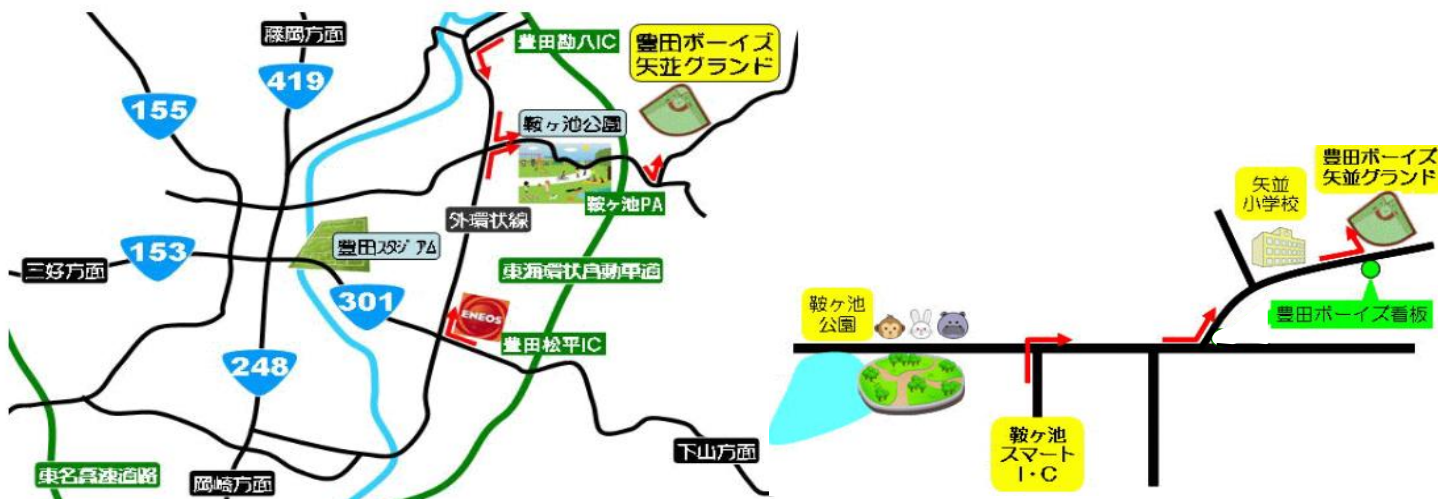 藤岡方面
419
155
豊田勘八IC
豊田ボーイズ
矢並グランド
鞍ヶ池公園
鞍ヶ池PA
外環状線
豊田スタジアム
153
三好方面
東海環状自動車道
301
ENEOS
豊田松平IC
248
下山方面
東名高速道路
岡崎方面
豊田ボーイズ
矢並グランド
矢並
小学校
豊田ボーイズ看板
鞍ヶ池
公園
鞍ヶ池
スマート
I・C